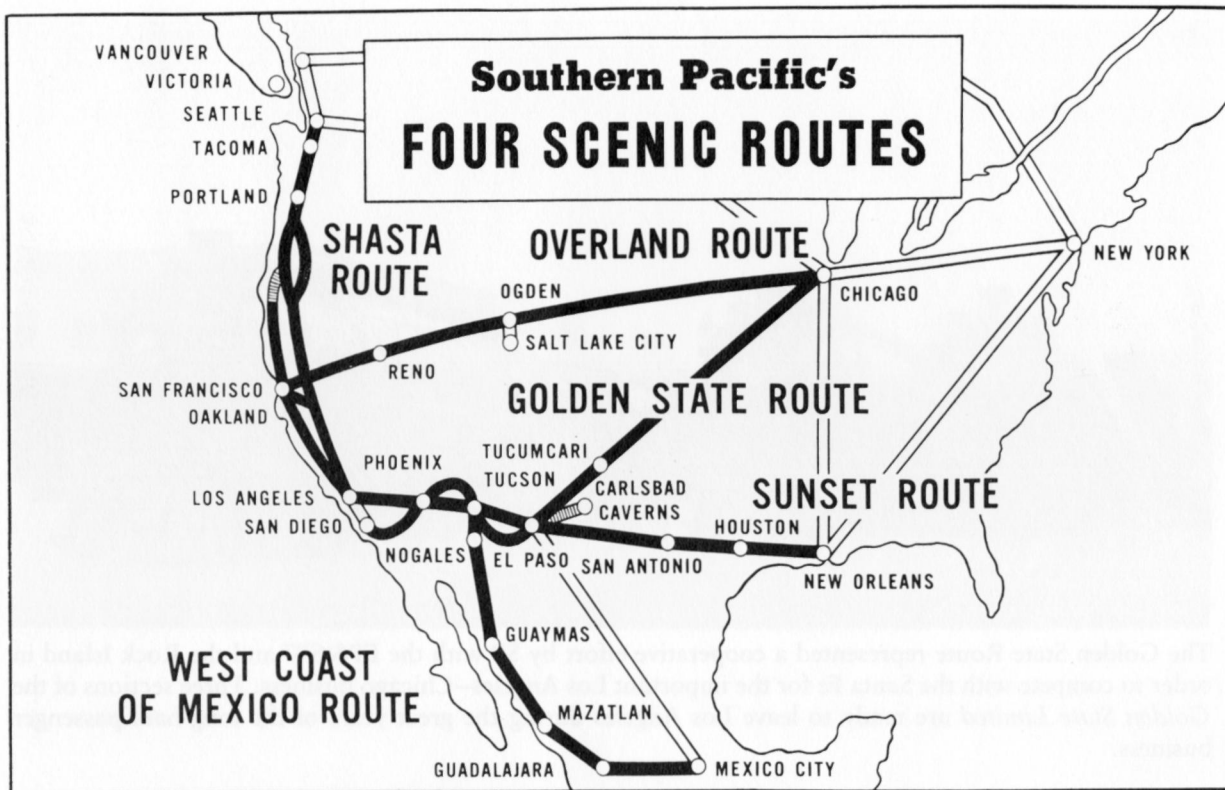 Southern Pacific's
FOUR SCENIC ROUTES
VANCOUVER
VICTORIA
SEATTLE
TACOMA
PORTLAND
SHASTA
ROUTE
OVERLAND ROUTE
NEW YORK
CHICAGO
OGDEN
SALT LAKE CITY
RENO
SAN FRANCISCO
OAKLAND
GOLDEN STATE ROUTE
PHOENIX
TUCUMCARI
TUCSON
CARLSBAD
CAVERNS
SUNSET ROUTE
LOS ANGELES
SAN DIEGO
HOUSTON
NOGALES
EL PASO
SAN ANTONIO
NEW ORLEANS
GUAYMAS
WEST COAST
OF MEXICO ROUTE
MAZATLAN
GUADALAJARA
MEXICO CITY